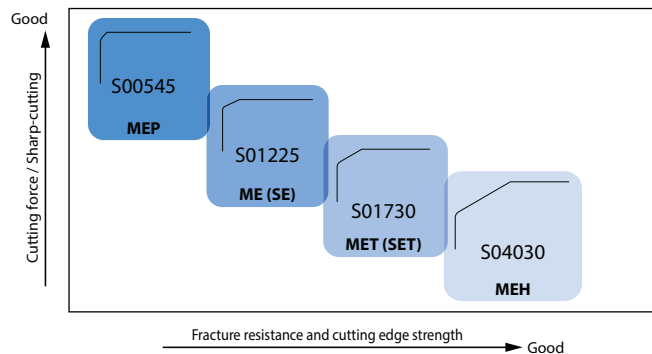 Good
Cutting force / Sharp-cutting
S00545
MEP
S01225
ME (SE)
S01730
MET (SET)
S04030
MEH
Fracture resistance and cutting edge strength
Good